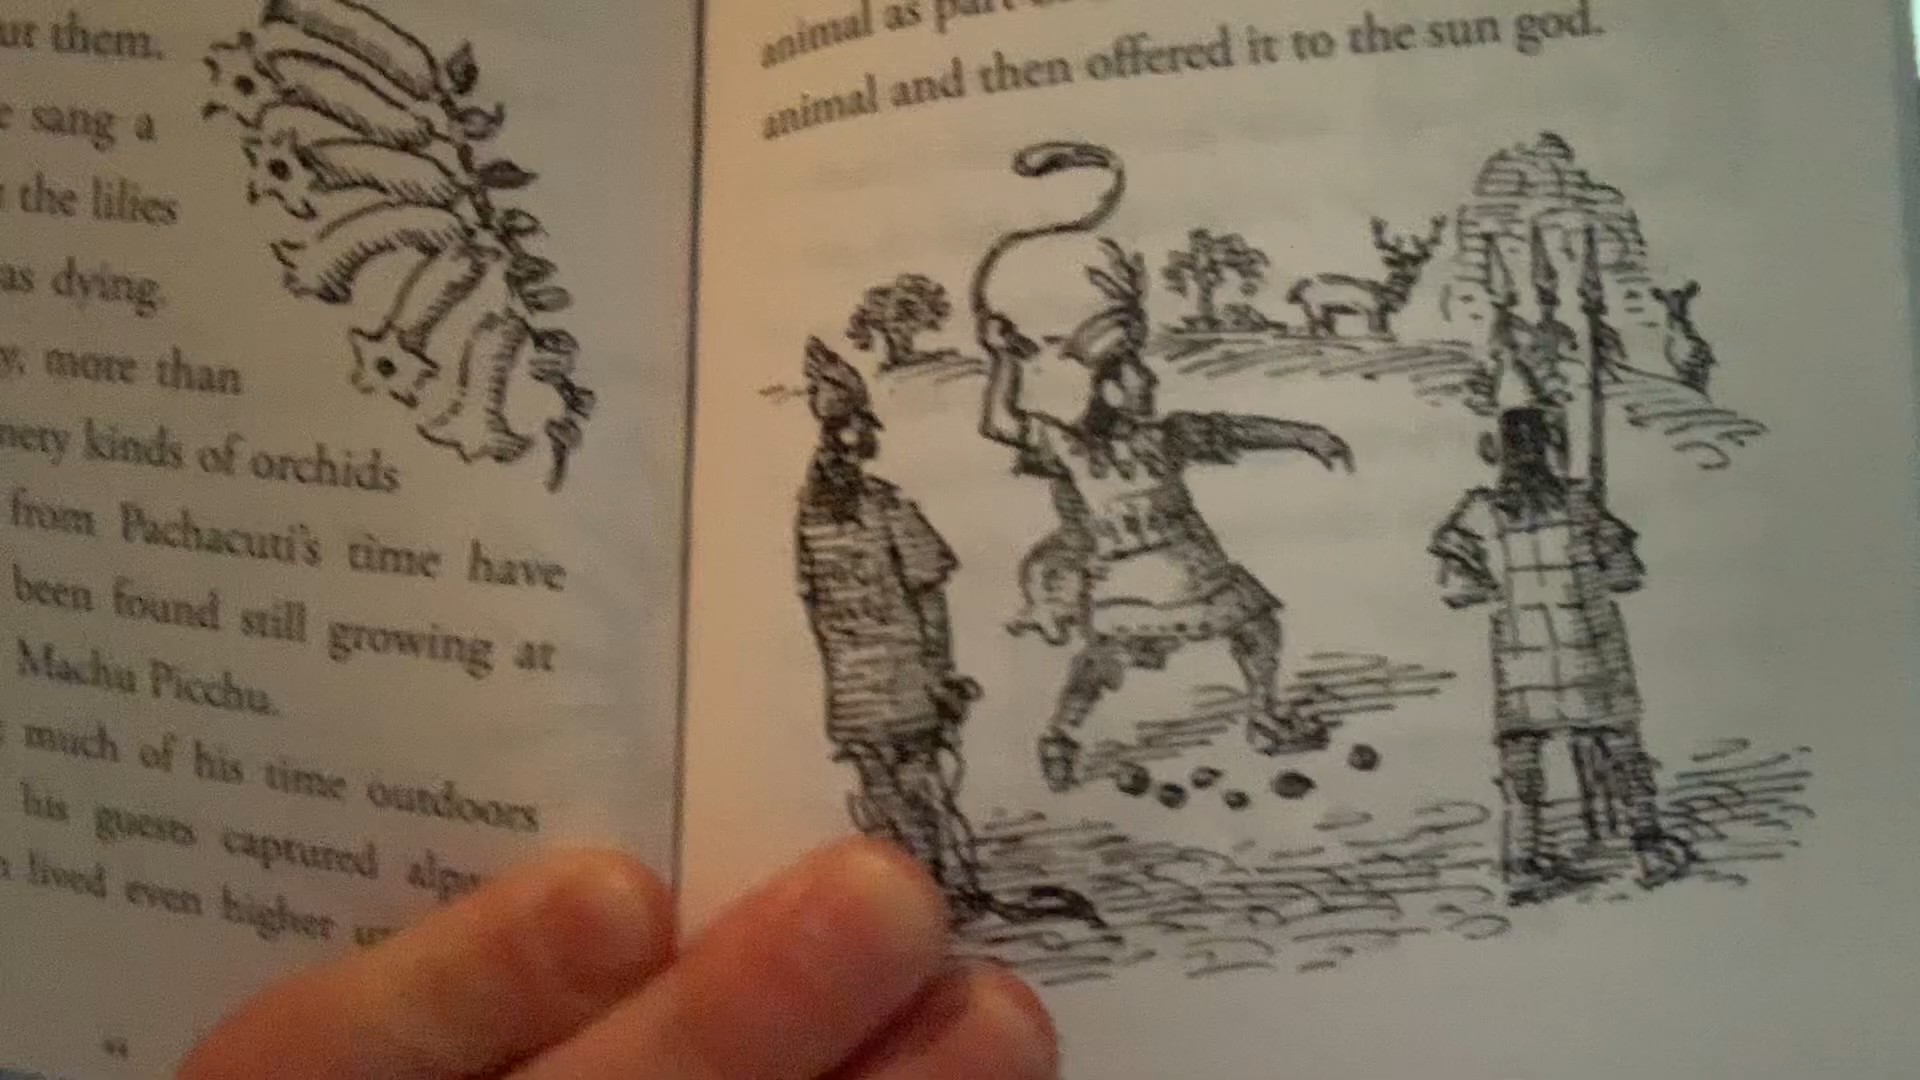 ut them.
sang a
the lilies
as dying.
y, more than
nety kinds of orchids
from Pachacuti's time have
been found still growing at
Machu Picchu.
much of his time outdoors
his guests captured
lived even higher
animal as
animal and then offered it to the sun god.